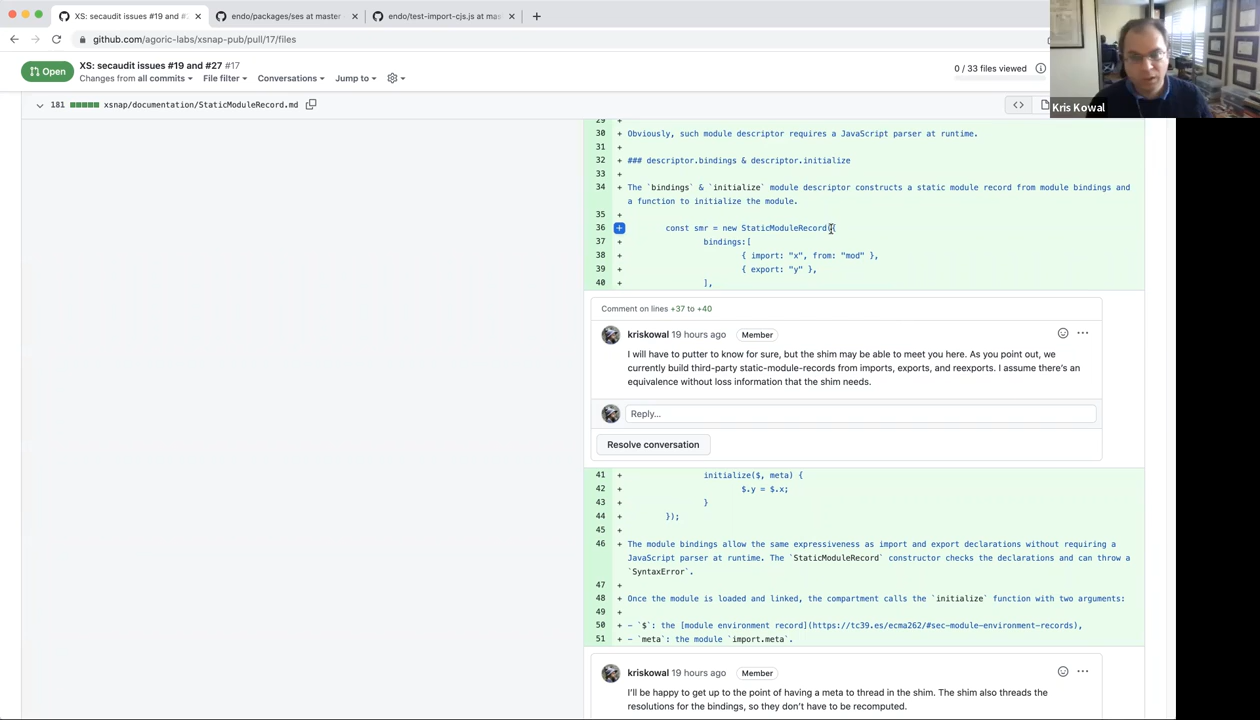 XS: secaudit issues #19 and #2
endo/packages/ses at master
endo/test-import-cjs.js at mas
github.com/agoric-labs/xsnap-pub/pull/17/files
Open
XS: secaudit issues #19 and #27 #17
Changes from all commits
File filter
Conversations
Jump to
0 / 33 files viewed
Kris Kowal
181
xsnap/documentation/StaticModuleRecord.md
29 +
30 + Obviously, such module descriptor requires a JavaScript parser at runtime.
31 +
32 + ### descriptor.bindings & descriptor.initialize
33 +
34 + The `bindings` & `initialize` module descriptor constructs a static module record from module bindings and
a function to initialize the module.
35 +
36 + const smr = new StaticModuleRecord({
37 + bindings:[
38 + { import: "x", from: "mod" },
39 + { export: "y" },
40 + ],
Comment on lines +37 to +40
kriskowal 19 hours ago Member
I will have to putter to know for sure, but the shim may be able to meet you here. As you point out, we
currently build third-party static-module-records from imports, exports, and reexports. I assume there's an
equivalence without loss information that the shim needs.
Reply...
Resolve conversation
41 + initialize($, meta) {
42 + $.y = $.x;
43 + }
44 + });
45 +
46 + The module bindings allow the same expressiveness as import and export declarations without requiring a
JavaScript parser at runtime. The `StaticModuleRecord` constructor checks the declarations and can throw a
`SyntaxError`.
47 +
48 + Once the module is loaded and linked, the compartment calls the `initialize` function with two arguments:
49 +
50 + - `$`: the [module environment record](https://tc39.es/ecma262/#sec-module-environment-records),
51 + - `meta`: the module `import.meta`.
kriskowal 19 hours ago Member
I'll be happy to get up to the point of having a meta to thread in the shim. The shim also threads the
resolutions for the bindings, so they don't have to be recomputed.